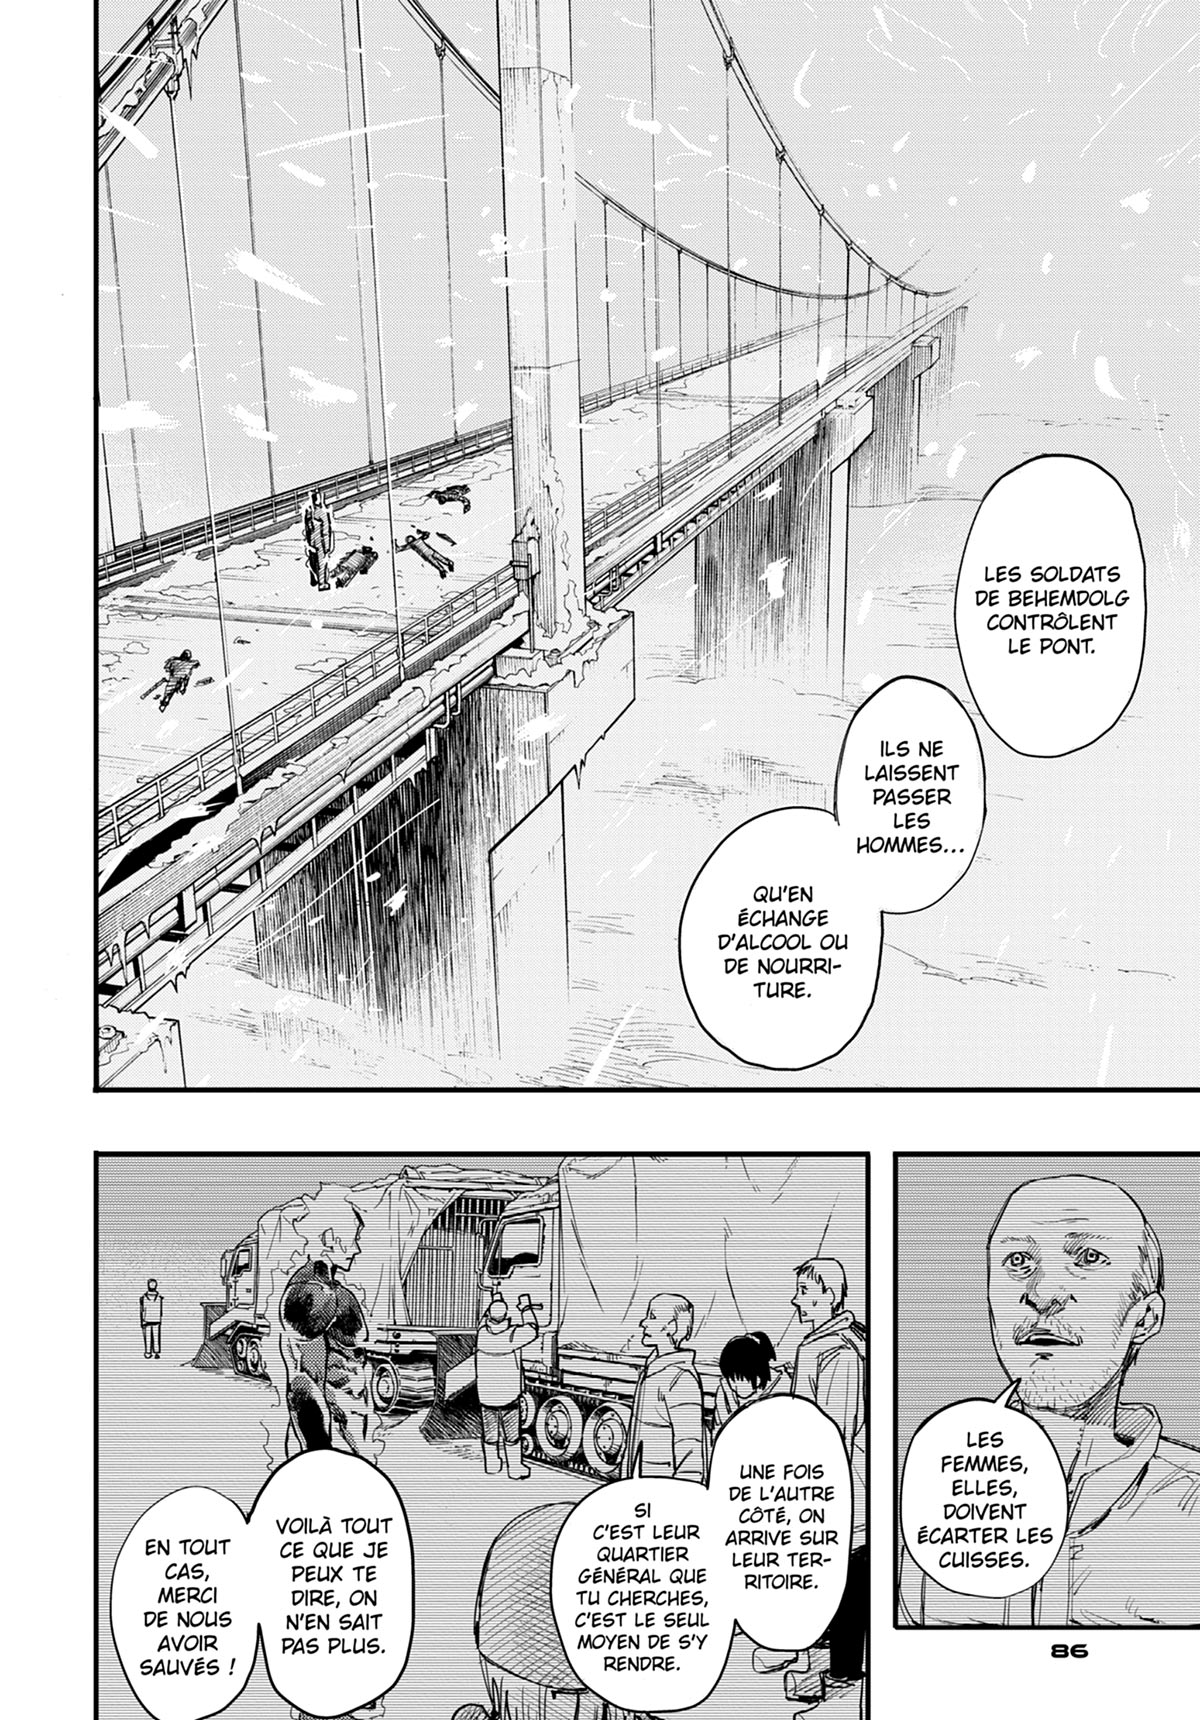 LES SOLDATS
DE BEHEMDOLG
CONTRÔLENT
LE PONT.
ILS NE
LAISSENT
PASSER
LES
HOMMES...
QU'EN
ÉCHANGE
D'ALCOOL OU
DE NOURRI-
TURE.
LES
FEMMES,
ELLES,
DOIVENT
ÉCARTER LES
CUISSES.
UNE FOIS
DE L'AUTRE
CÔTÉ, ON
ARRIVE SUR
LEUR TER-
RITOIRE.
SI
C'EST LEUR
QUARTIER
GÉNÉRAL QUE
TU CHERCHES,
C'EST LE SEUL
MOYEN DE S'Y
RENDRE.
VOILÀ TOUT
CE QUE JE
PEUX TE
DIRE, ON
N'EN SAIT
PAS PLUS.
EN TOUT
CAS,
MERCI
DE NOUS
AVOIR
SAUVÉS !
86